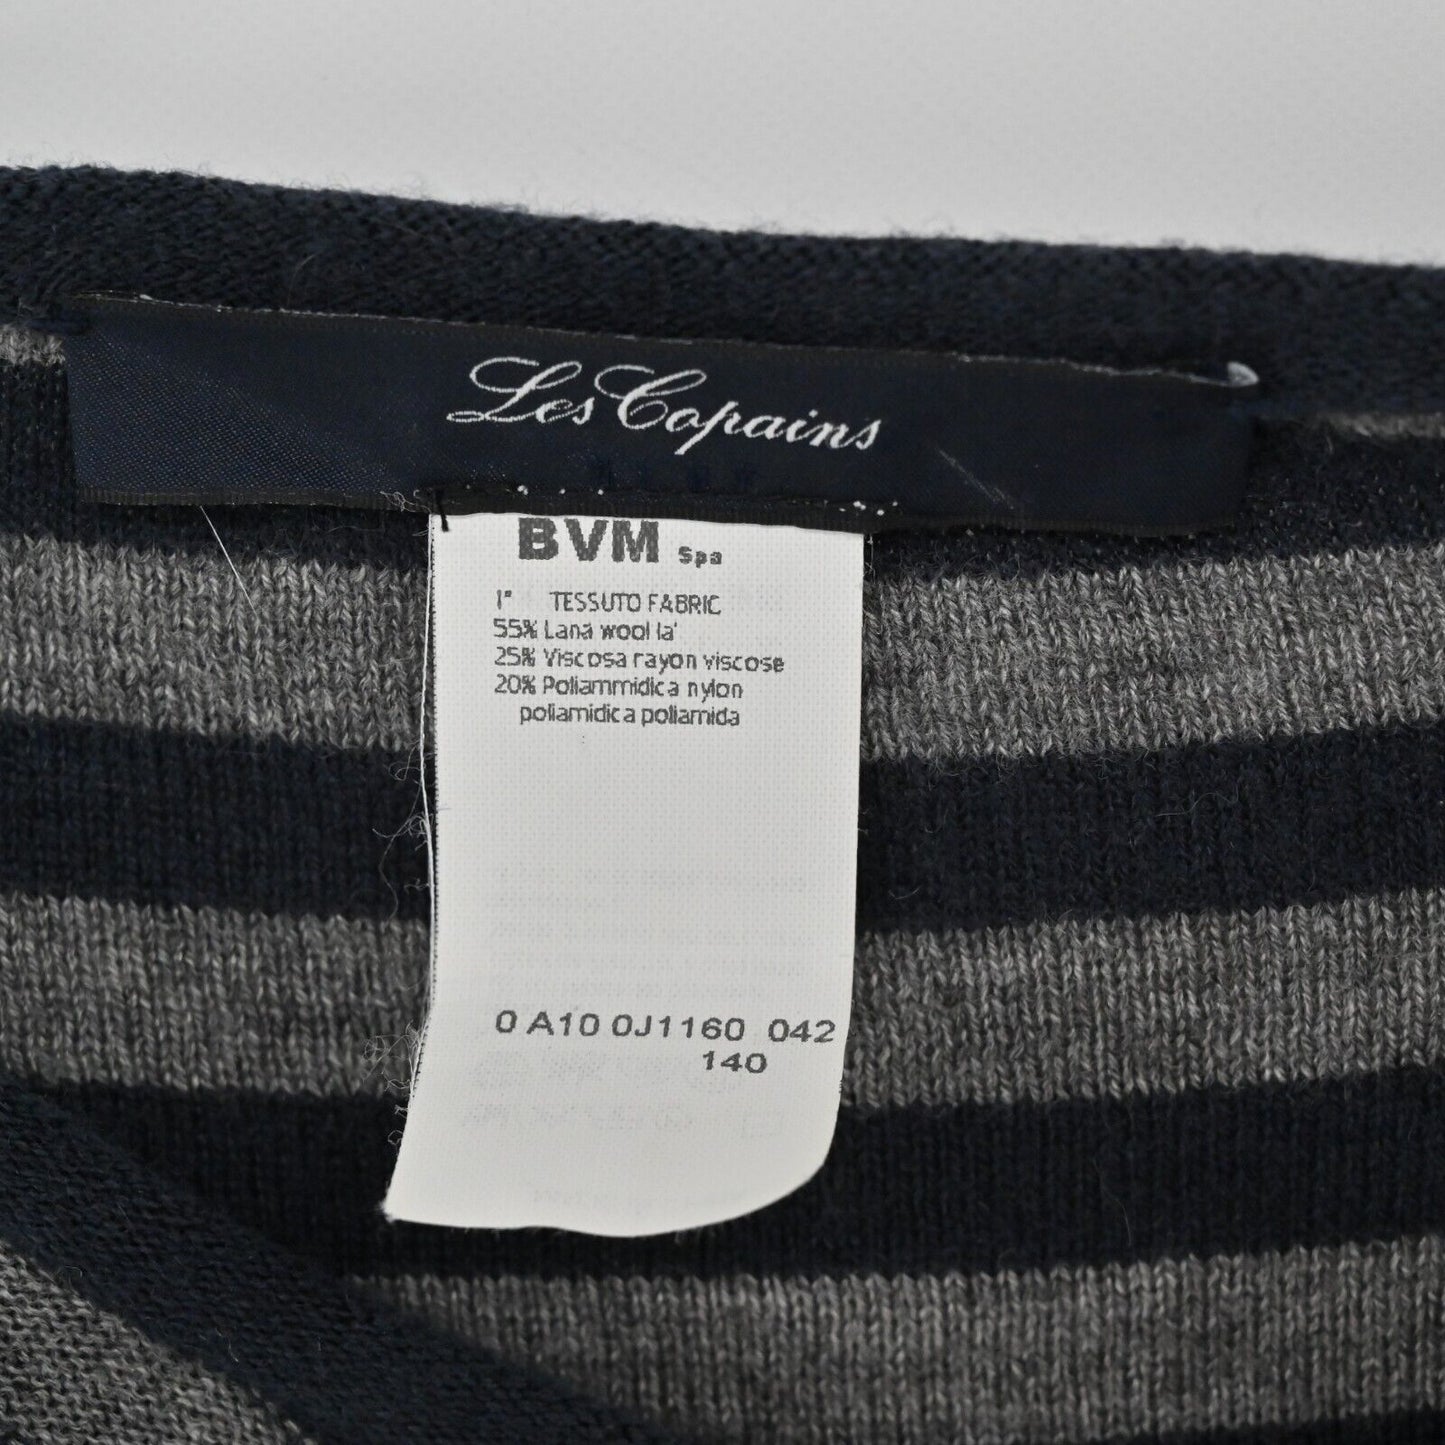 Les Copains
BVM Spa
1° TESSUTO FABRIC
55% Lana wool la'
25% Viscosa rayon viscose
20% Poliammidica nylon
poliamidica poliamida
0 A10 0J1160 042
140